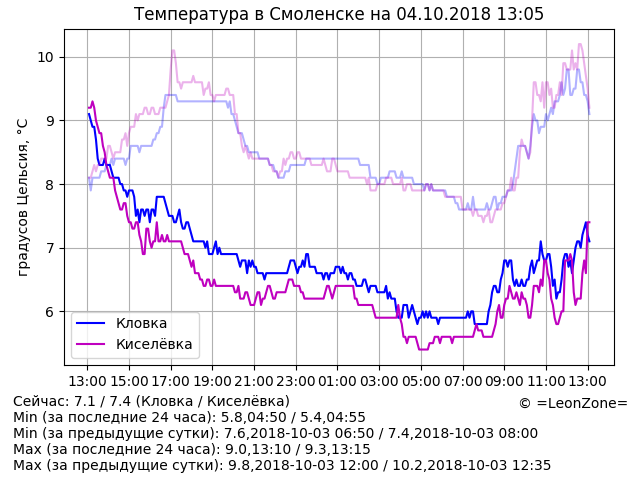 Температура в Смоленске на 04.10.2018 13:05
градусов Цельсия, °C
10
9
8
7
6
Кловка
Киселёвка
13:00 15:00 17:00 19:00 21:00 23:00 01:00 03:00 05:00 07:00 09:00 11:00 13:00
Сейчас: 7.1 / 7.4 (Кловка / Киселёвка)
© =LeonZone=
Min (за последние 24 часа): 5.8,04:50 / 5.4,04:55
Min (за предыдущие сутки): 7.6,2018-10-03 06:50 / 7.4,2018-10-03 08:00
Max (за последние 24 часа): 9.0,13:10 / 9.3,13:15
Max (за предыдущие сутки): 9.8,2018-10-03 12:00 / 10.2,2018-10-03 12:35